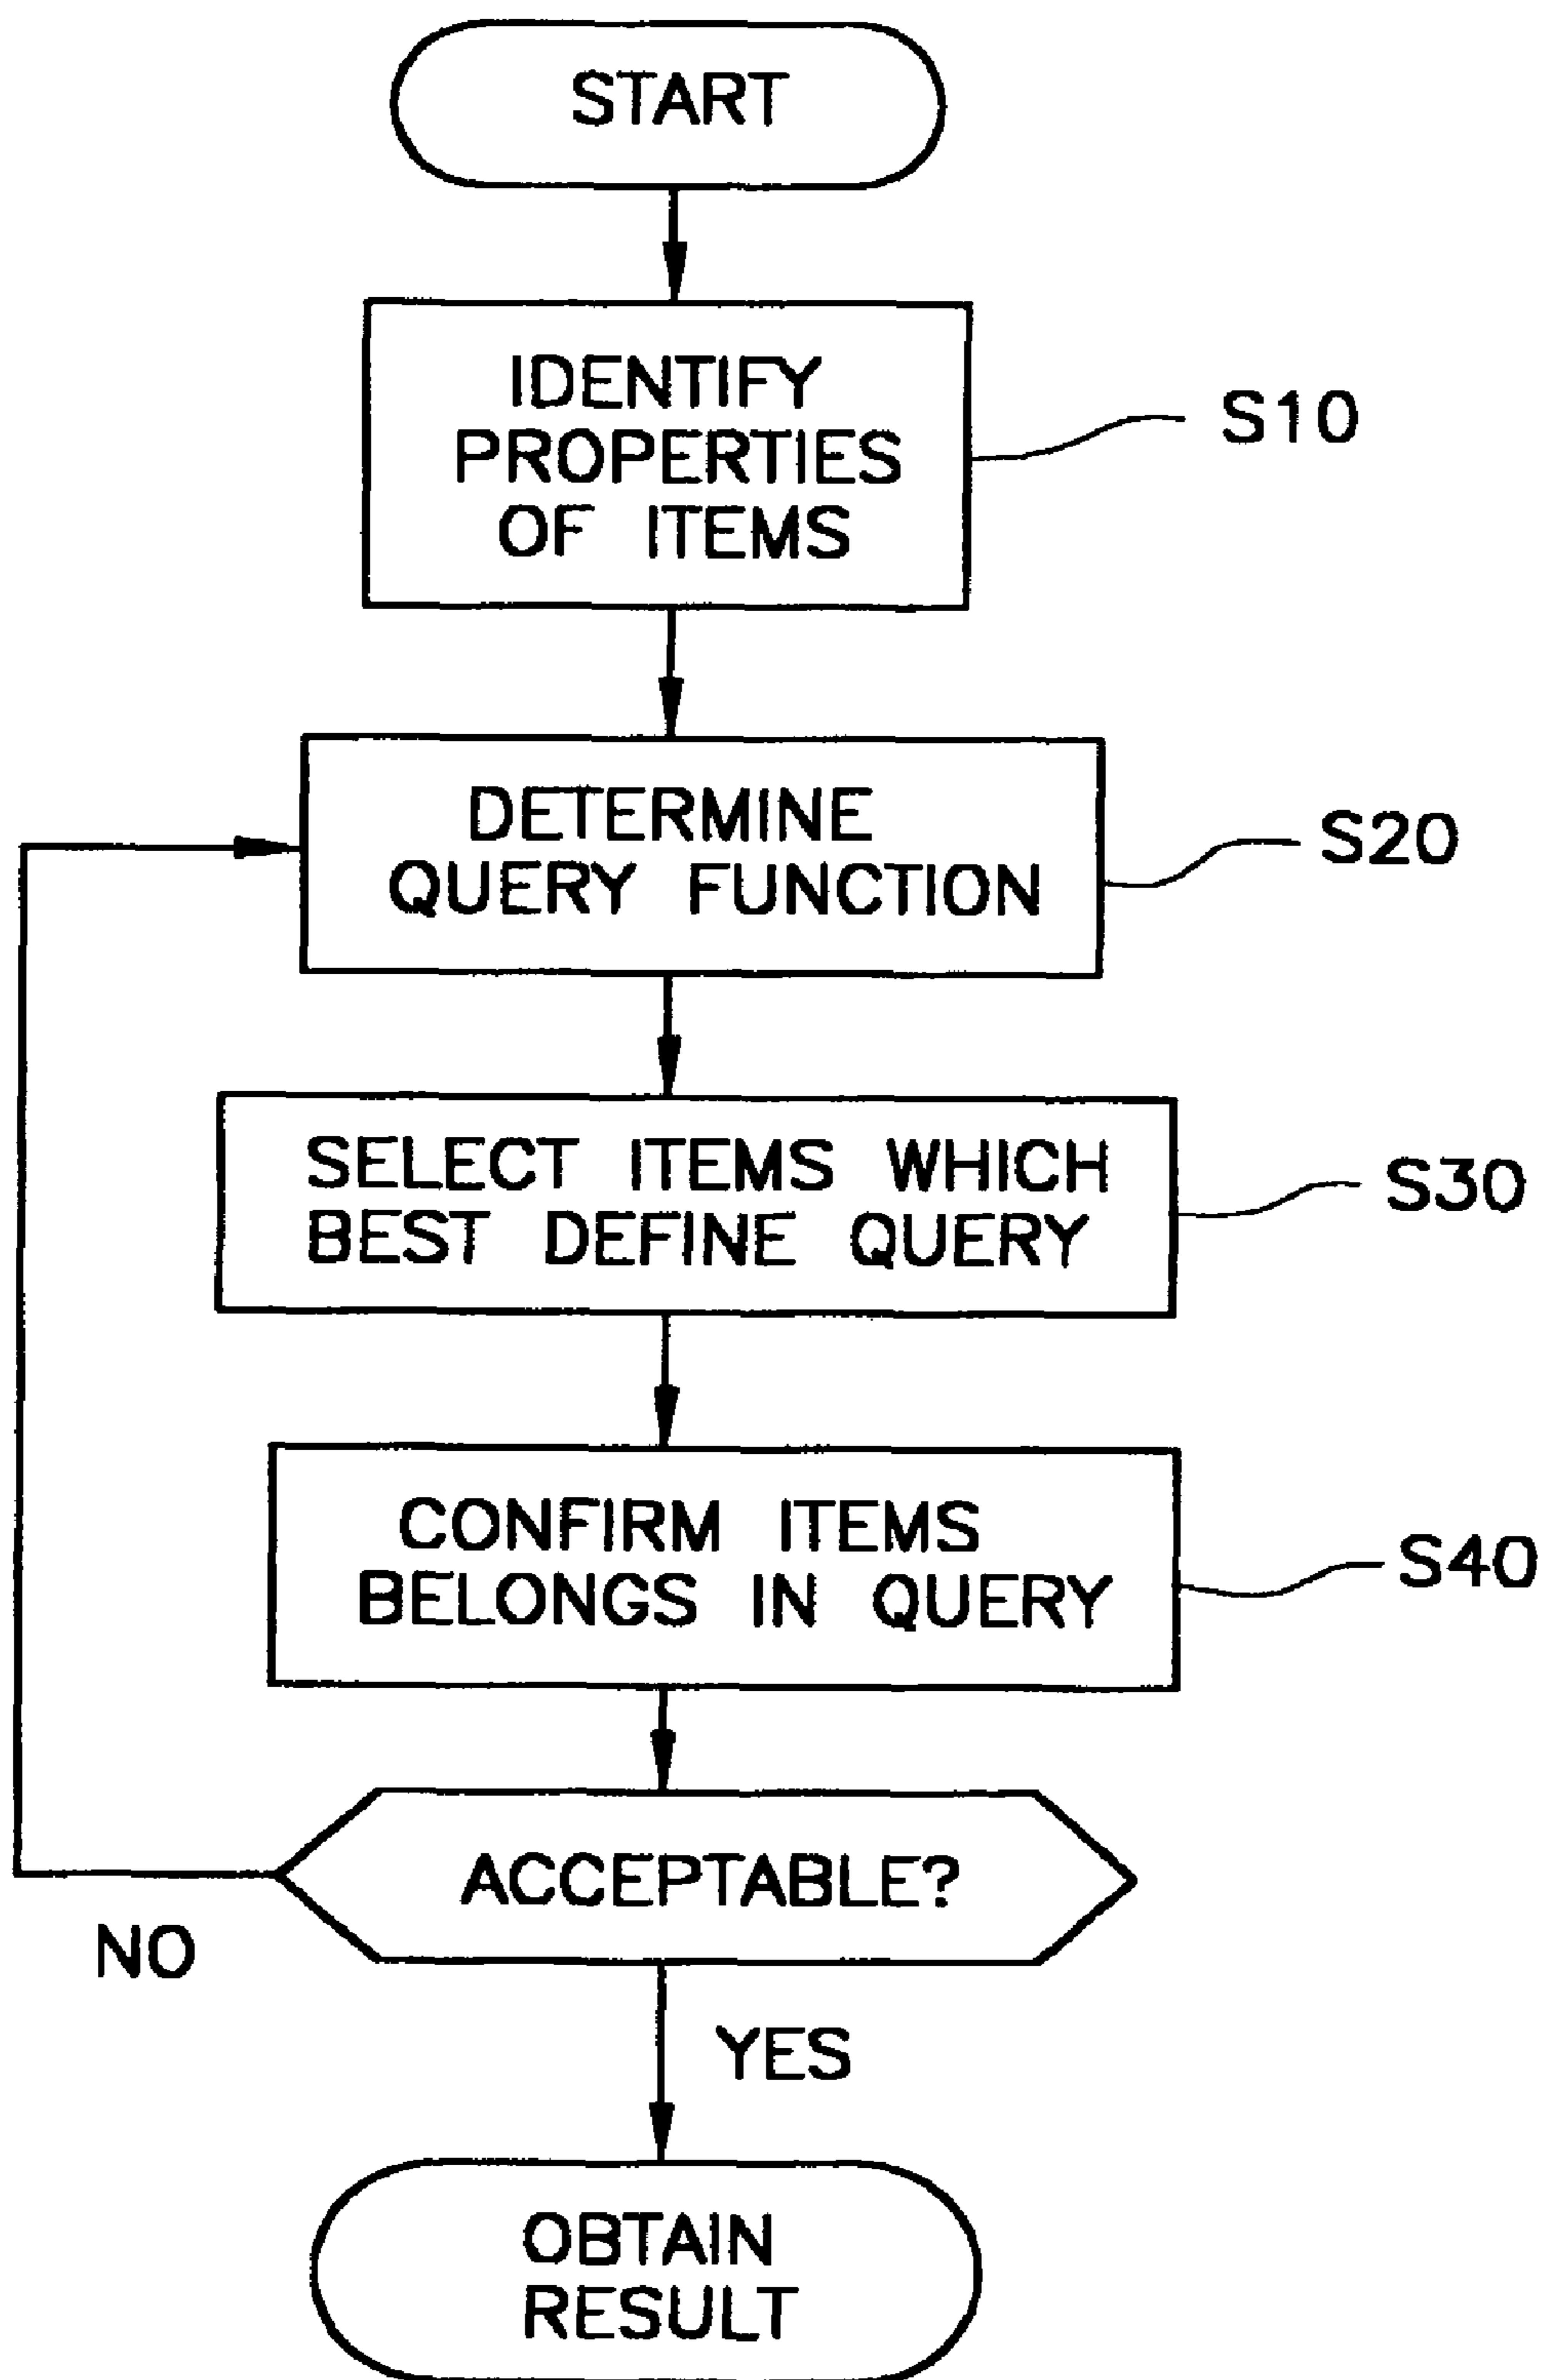 START
IDENTIFY
PROPERTIES
OF ITEMS
S10
DETERMINE
QUERY FUNCTION
S20
SELECT ITEMS WHICH
BEST DEFINE QUERY
S30
CONFIRM ITEMS
BELONGS IN QUERY
S40
ACCEPTABLE?
NO
YES
OBTAIN
RESULT